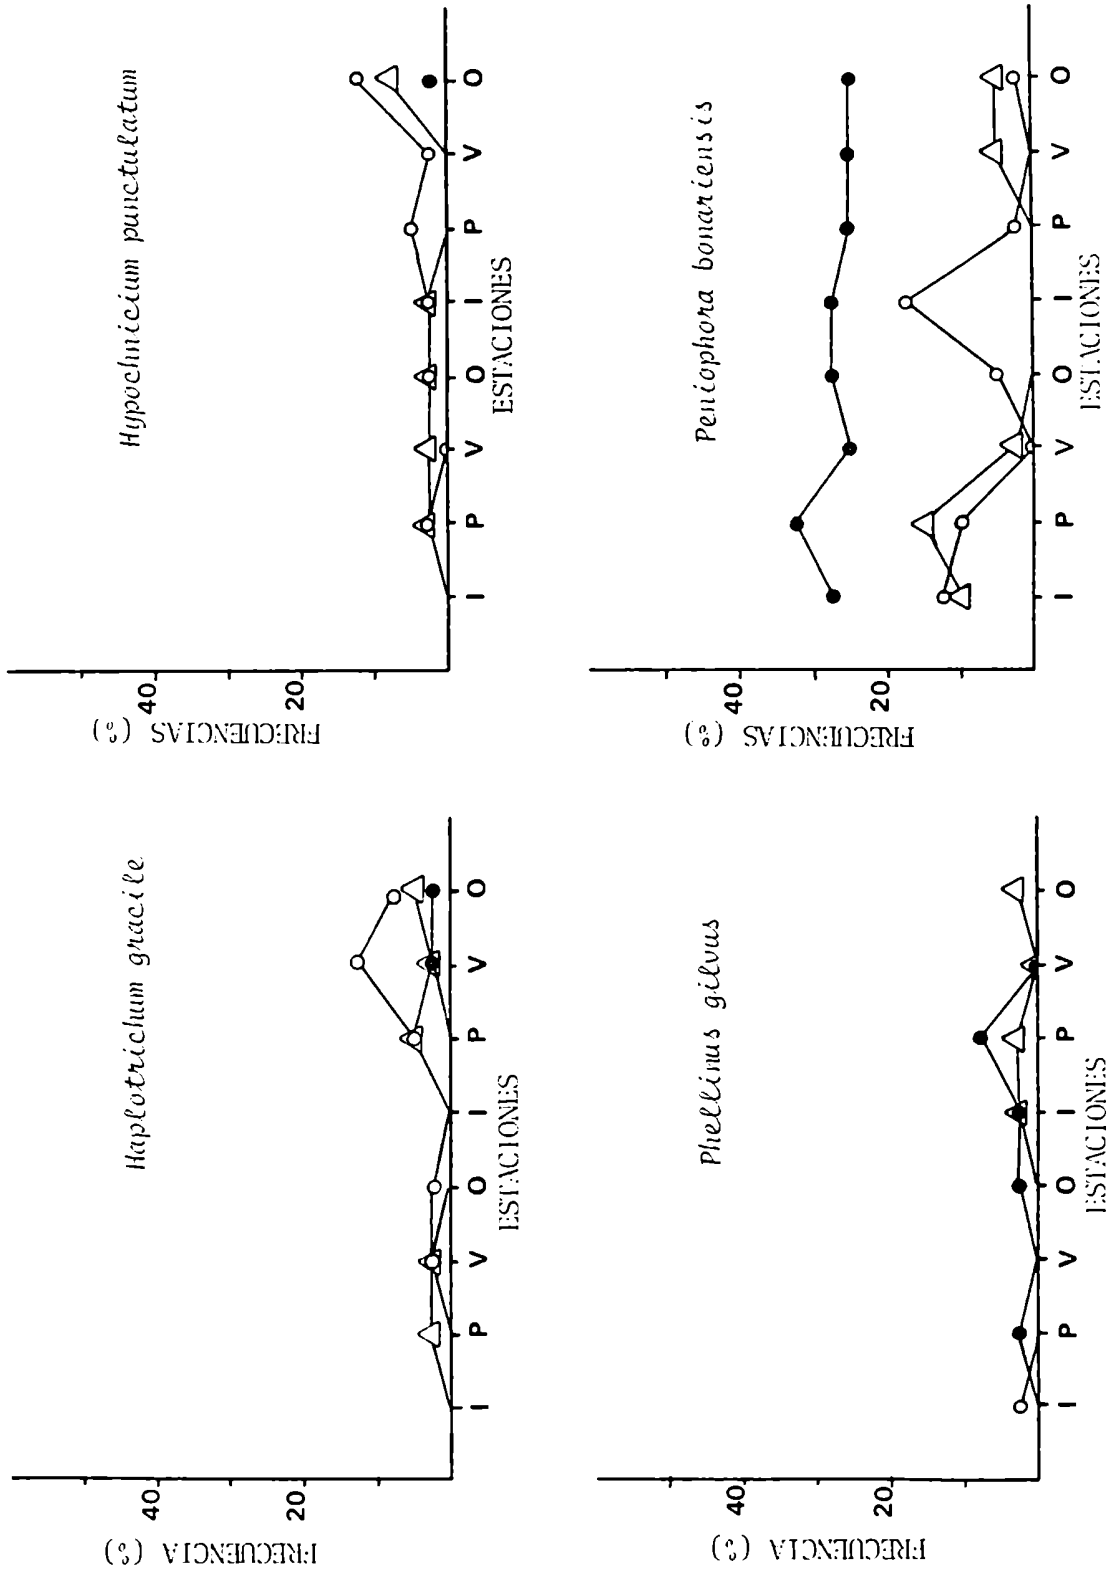 Haplotrichum gracile
FRECUENCIA (%)
40
20
I P V O I P V O
ESTACIONES
Hypochnicium punctulatum
FRECUENCIAS (%)
40
20
I P V O I P V O
ESTACIONES
Phellinus gilvus
FRECUENCIA (%)
40
20
I P V O I P V O
ESTACIONES
Peniophora bonariensis
FRECUENCIAS (%)
40
20
I P V O I P V O
ESTACIONES